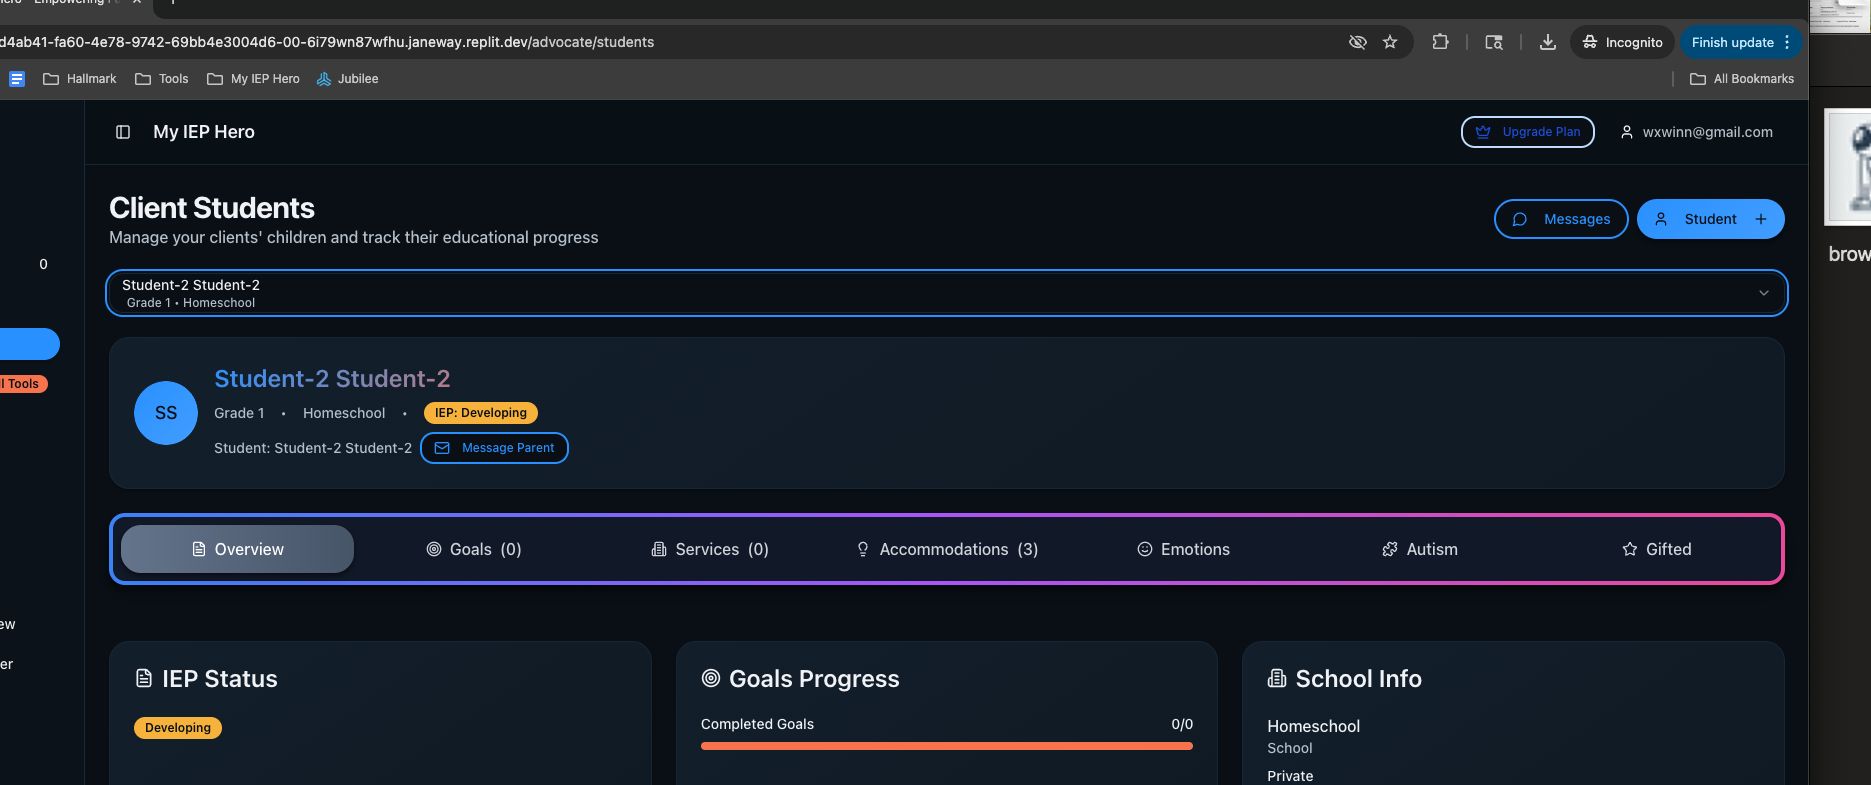 d4ab41-fa60-4e78-9742-69bb4e3004d6-00-6i79wn87wfhu.janeway.replit.dev/advocate/students
Incognito
Finish update
Hallmark
Tools
My IEP Hero
Jubilee
All Bookmarks
My IEP Hero
Upgrade Plan
wxwinn@gmail.com
Client Students
Manage your clients' children and track their educational progress
Messages
Student +
0
Student-2 Student-2
Grade 1 • Homeschool
l Tools
SS
Student-2 Student-2
Grade 1 • Homeschool • IEP: Developing
Student: Student-2 Student-2
Message Parent
Overview
Goals (0)
Services (0)
Accommodations (3)
Emotions
Autism
Gifted
ew
er
IEP Status
Developing
Goals Progress
Completed Goals 0/0
School Info
Homeschool
School
Private
brow